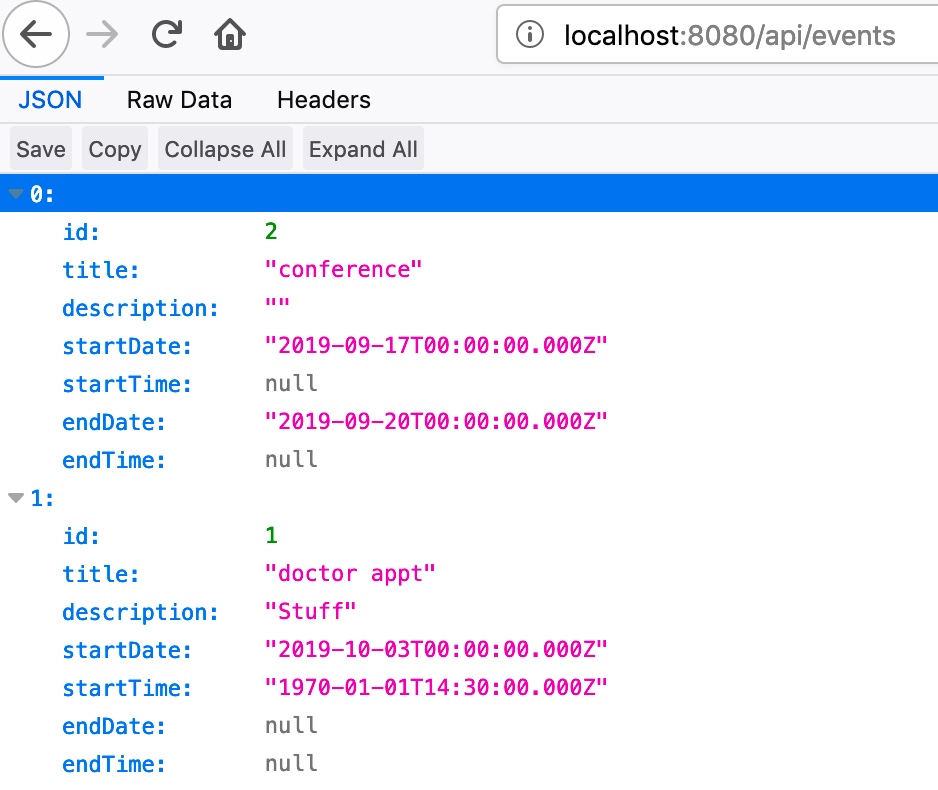 localhost:8080/api/events
JSON Raw Data Headers
Save Copy Collapse All Expand All
0:
id: 2
title: "conference"
description: ""
startDate: "2019-09-17T00:00:00.000Z"
startTime: null
endDate: "2019-09-20T00:00:00.000Z"
endTime: null
1:
id: 1
title: "doctor appt"
description: "Stuff"
startDate: "2019-10-03T00:00:00.000Z"
startTime: "1970-01-01T14:30:00.000Z"
endDate: null
endTime: null